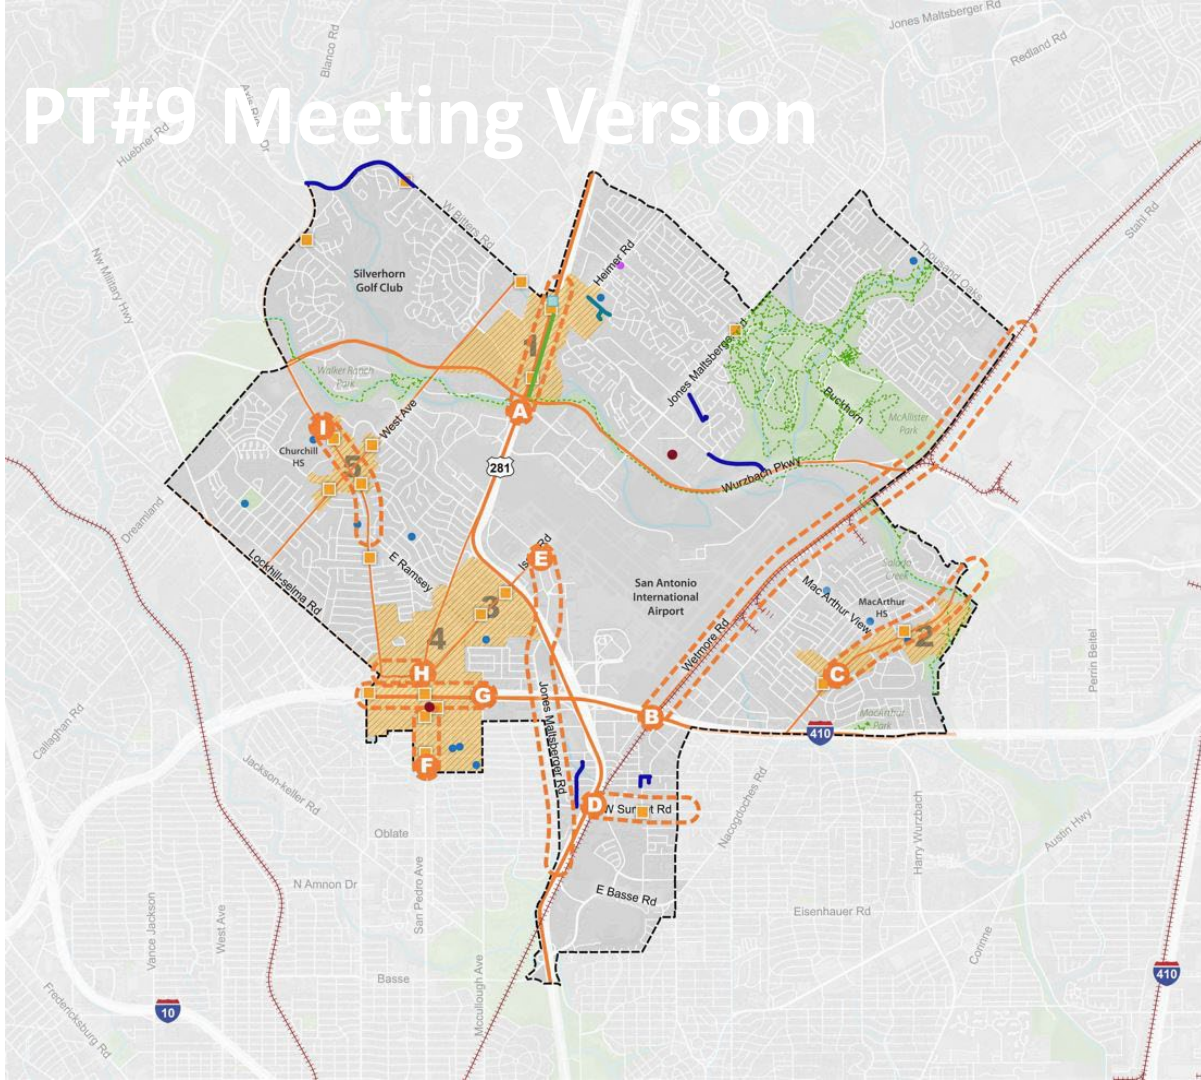 Jones Maltsberger Rd
Redland Rd
Blanco Rd
PT#9 Meeting Version
Huebner Rd
Stahl Rd
W Bitters Rd
Nw Military Hwy
Silverhorn
Golf Club
Heimer Rd
Thousand Oaks
1
Walker Ranch
Park
Jones Maltsberger Rd
Buckhorn
McAllister
Park
A
I
West Ave
Churchill
HS
5
281
Wurzbach Pkwy
Dreamland
E Ramsey
Lockhill-selma Rd
E
San Antonio
International
Airport
Salado
Creek
Mac Arthur View
MacArthur
HS
3
4
2
Wetmore Rd
Perrin Beitel
H
G
C
B
Jones Maltsberger Rd
MacArthur
Park
410
Callaghan Rd
F
Jackson-keller Rd
D
W Sunset Rd
Nacogdoches Rd
Harry Wurzbach
Austin Hwy
Oblate
N Amnon Dr
San Pedro Ave
E Basse Rd
Eisenhauer Rd
Vance Jackson
West Ave
Corinne
Basse
Mccullough Ave
410
10
Fredericksburg Rd